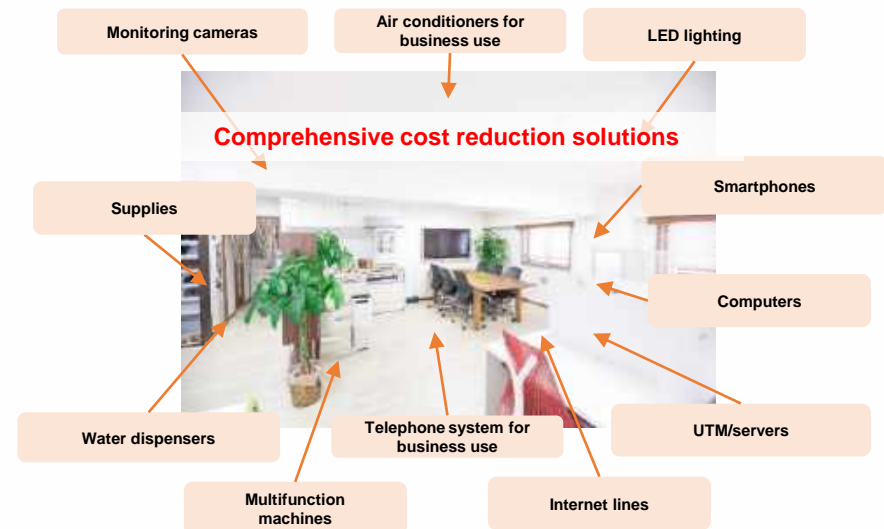 Monitoring cameras
Air conditioners for
business use
LED lighting
Comprehensive cost reduction solutions
Smartphones
Supplies
Computers
Water dispensers
Telephone system for
business use
UTM/servers
Multifunction
machines
Internet lines